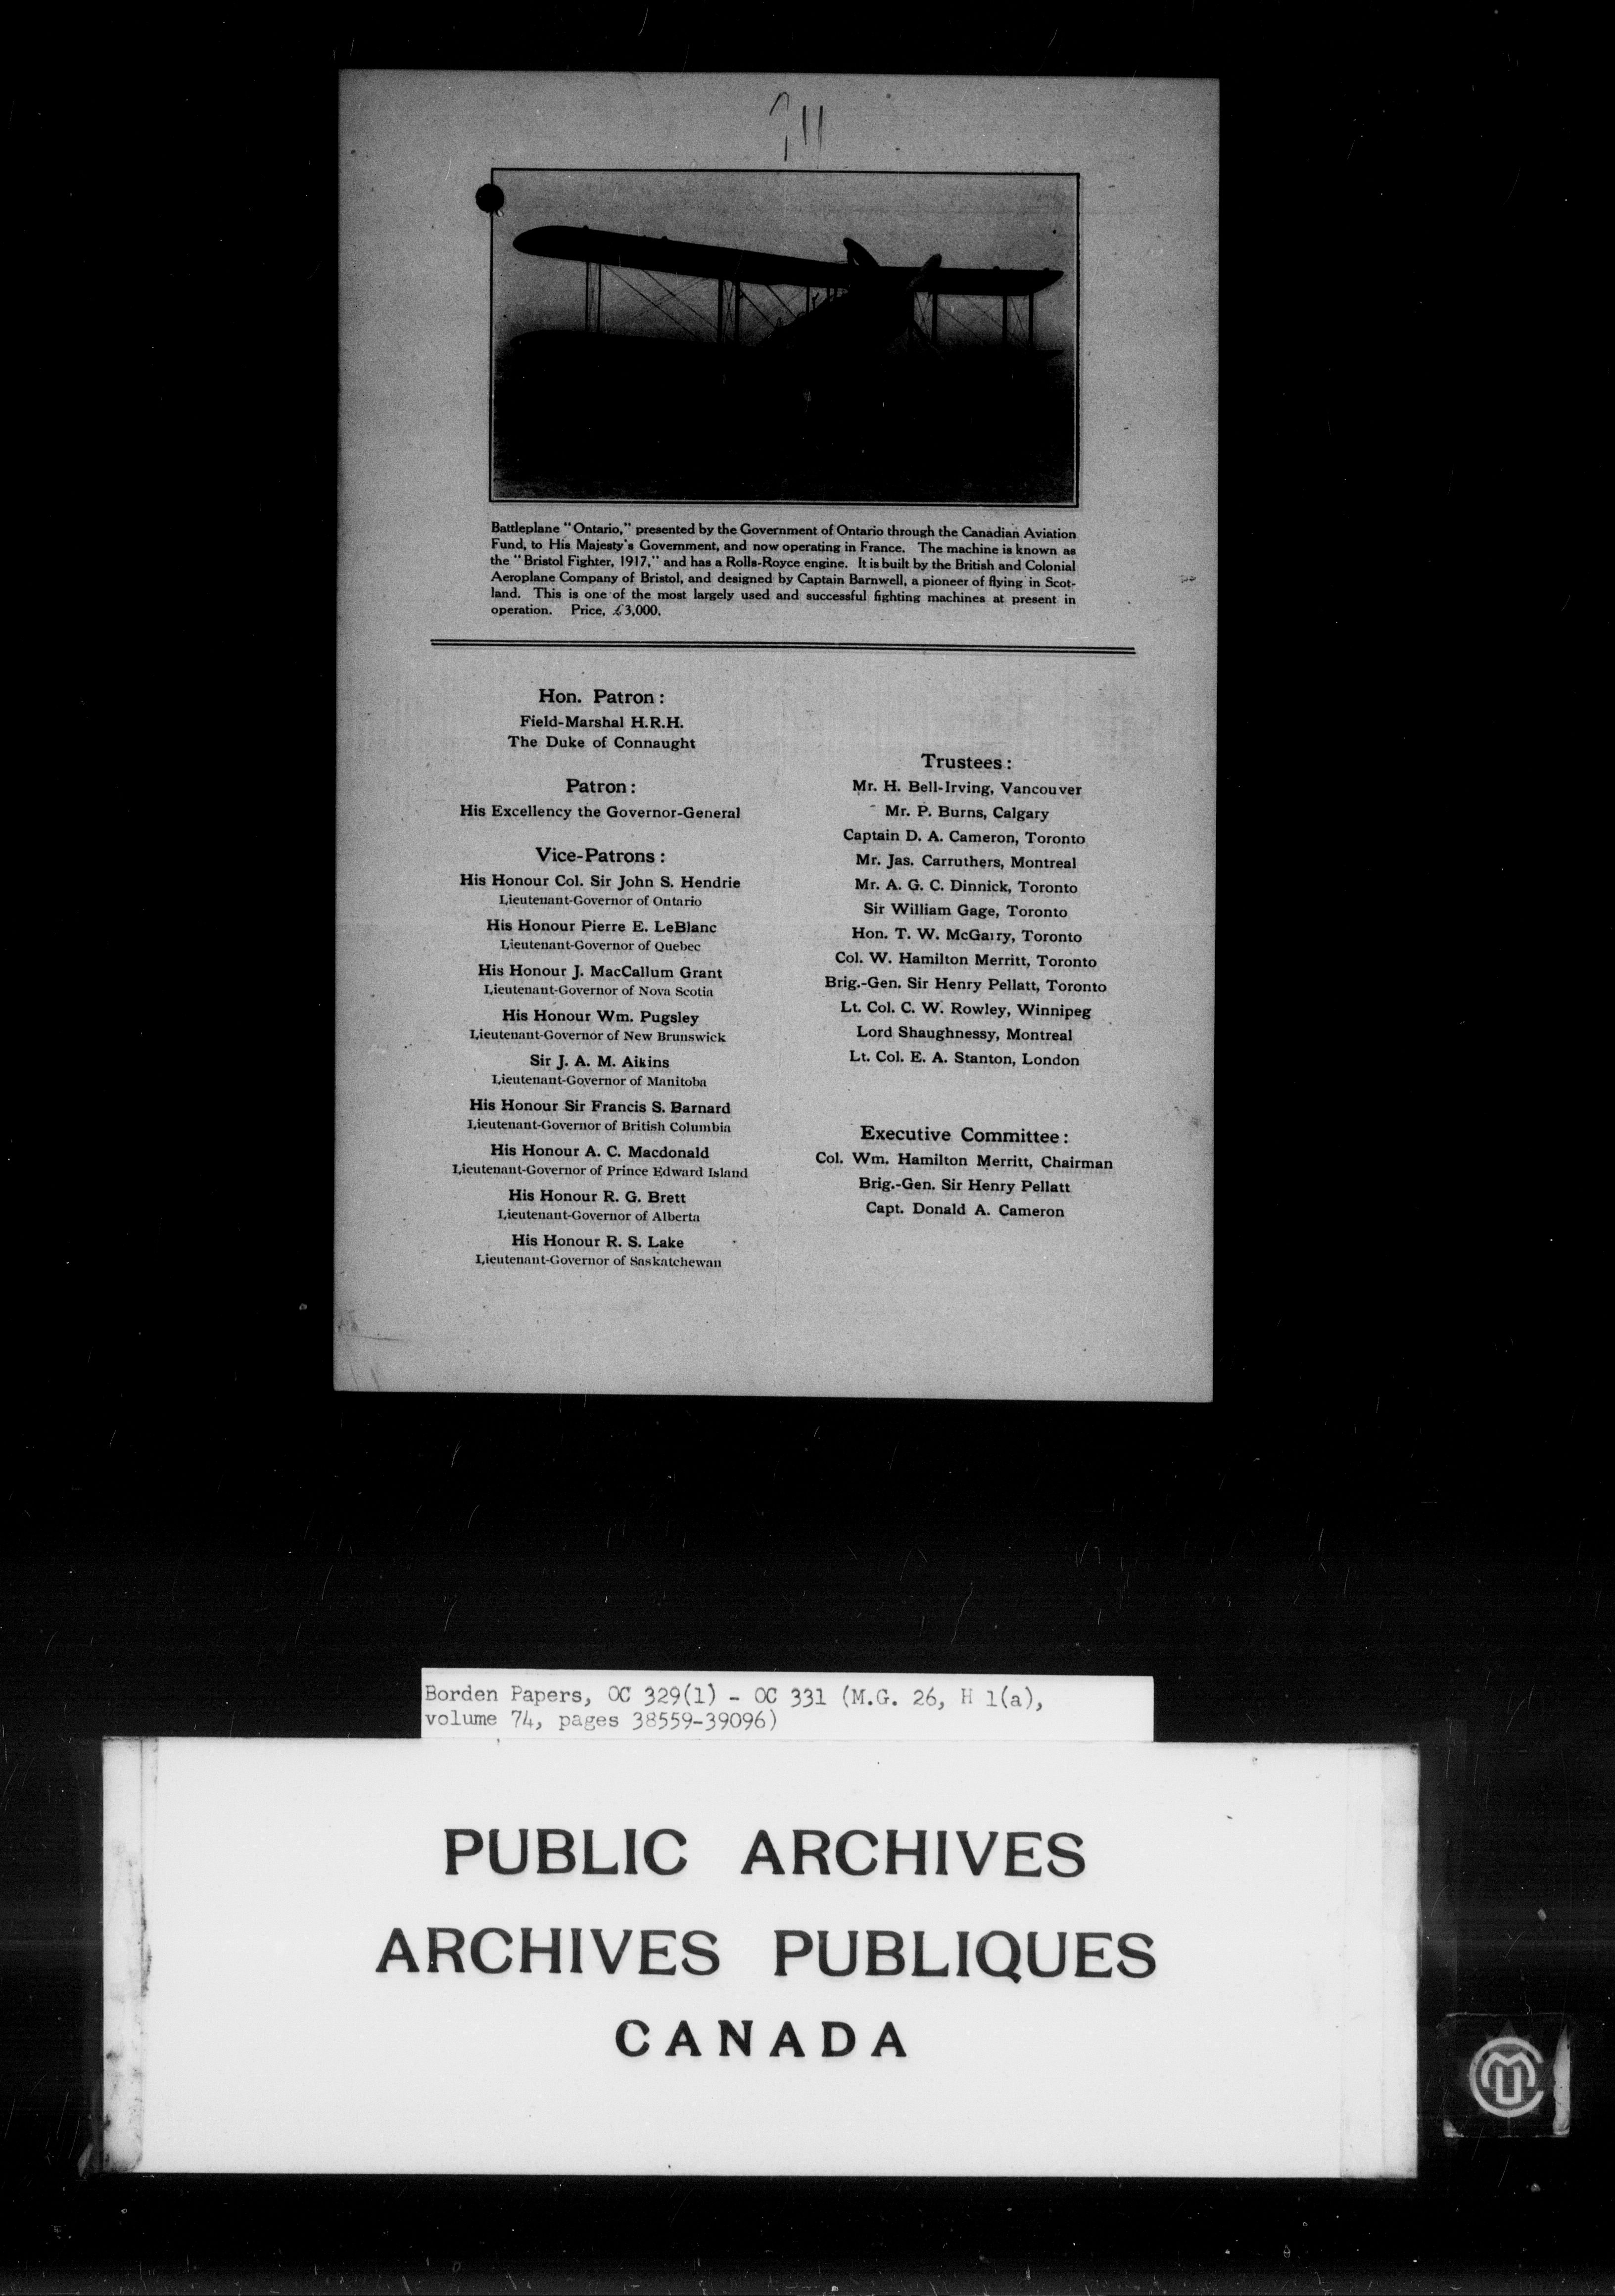 Battleplane "Ontario," presented by the Government of Ontario through the Canadian Aviation
Fund, to His Majesty's Government, and now operating in France. The machine is known as
the "Bristol Fighter, 1917," and has a Rolls-Royce engine. It is built by the British and Colonial
Aeroplane Company of Bristol, and designed by Captain Barnwell, a pioneer of flying in Scot-
land. This is one of the most largely used and successful fighting machines at present in
operation. Price, £3,000.
Hon. Patron:
Field-Marshal H.R.H.
The Duke of Connaught
Patron:
His Excellency the Governor-General
Vice-Patrons:
His Honour Col. Sir John S. Hendrie
Lieutenant-Governor of Ontario
His Honour Pierre E. LeBlanc
Lieutenant-Governor of Quebec
His Honour J. MacCallum Grant
Lieutenant-Governor of Nova Scotia
His Honour Wm. Pugsley
Lieutenant-Governor of New Brunswick
Sir J. A. M. Aikins
Lieutenant-Governor of Manitoba
His Honour Sir Francis S. Barnard
Lieutenant-Governor of British Columbia
His Honour A. C. Macdonald
Lieutenant-Governor of Prince Edward Island
His Honour R. G. Brett
Lieutenant-Governor of Alberta
His Honour R. S. Lake
Lieutenant-Governor of Saskatchewan
Trustees:
Mr. H. Bell-Irving, Vancouver
Mr. P. Burns, Calgary
Captain D. A. Cameron, Toronto
Mr. Jas. Carruthers, Montreal
Mr. A. G. C. Dinnick, Toronto
Sir William Gage, Toronto
Hon. T. W. McGarry, Toronto
Col. W. Hamilton Merritt, Toronto
Brig.-Gen. Sir Henry Pellatt, Toronto
Lt. Col. C. W. Rowley, Winnipeg
Lord Shaughnessy, Montreal
Lt. Col. E. A. Stanton, London
Executive Committee:
Col. Wm. Hamilton Merritt, Chairman
Brig.-Gen. Sir Henry Pellatt
Capt. Donald A. Cameron
Borden Papers, OC 329(1) - OC 331 (M.G. 26, H 1(a),
volume 74, pages 38559-39096)
PUBLIC ARCHIVES
ARCHIVES PUBLIQUES
CANADA